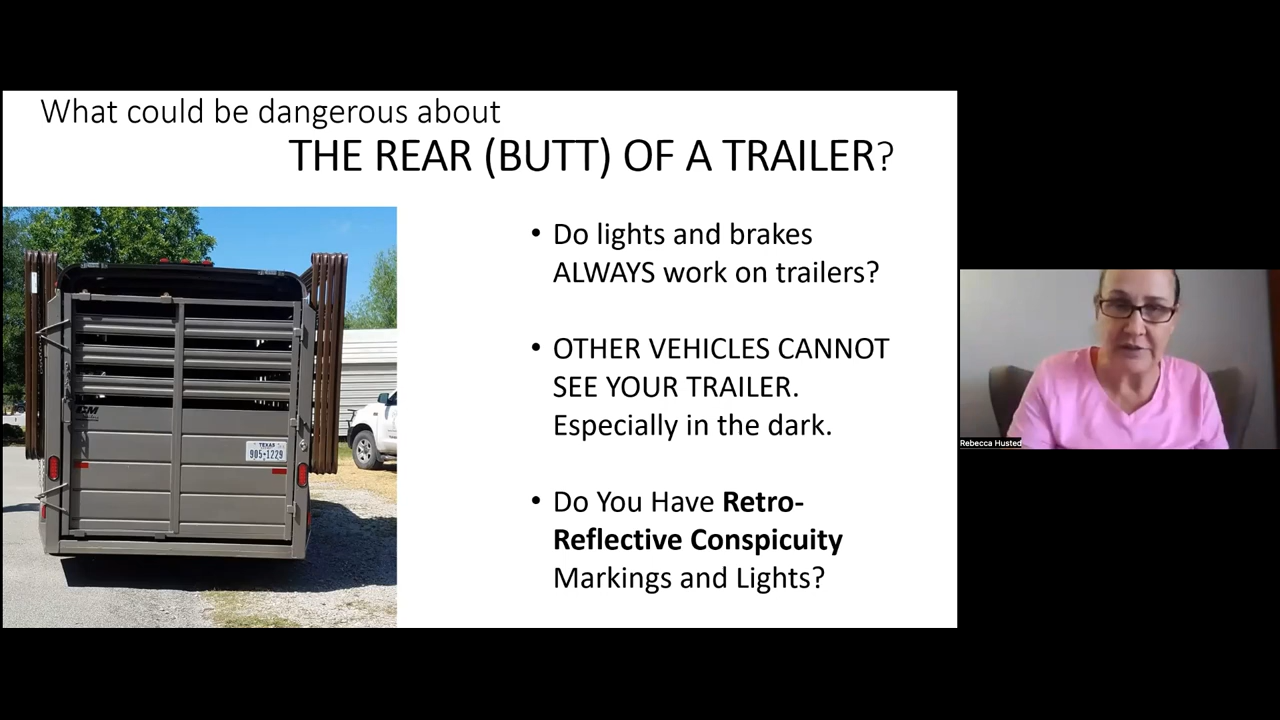 What could be dangerous about
THE REAR (BUTT) OF A TRAILER?
• Do lights and brakes
ALWAYS work on trailers?
• OTHER VEHICLES CANNOT
SEE YOUR TRAILER.
Especially in the dark.
• Do You Have Retro-
Reflective Conspicuity
Markings and Lights?
TEXAS
905•1229
Rebecca Husted